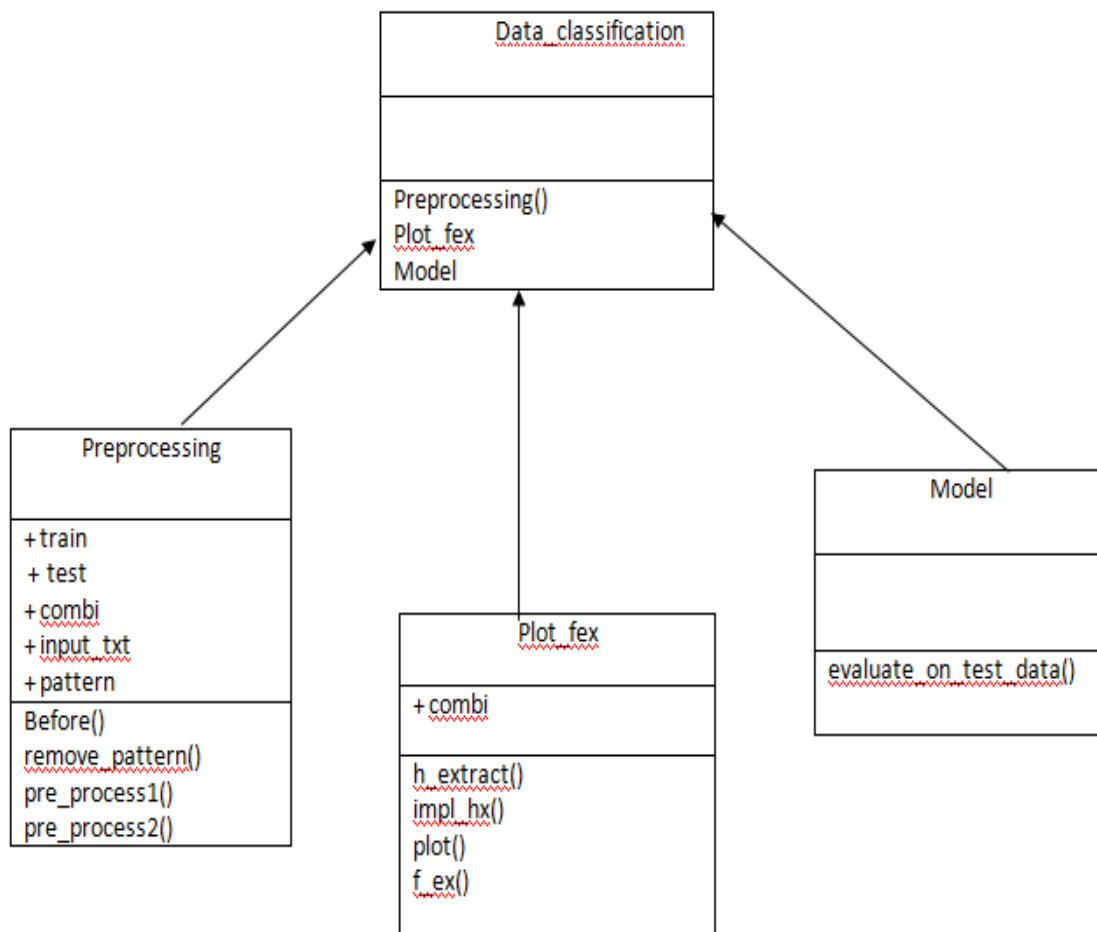 Data_classification
Preprocessing()
Plot_fex
Model
Preprocessing
+train
+ test
+combi
+input_txt
+pattern
Before()
remove_pattern()
pre_process1()
pre_process2()
Plot_fex
+combi
h_extract()
impl_hx()
plot()
f_ex()
Model
evaluate_on_test_data()